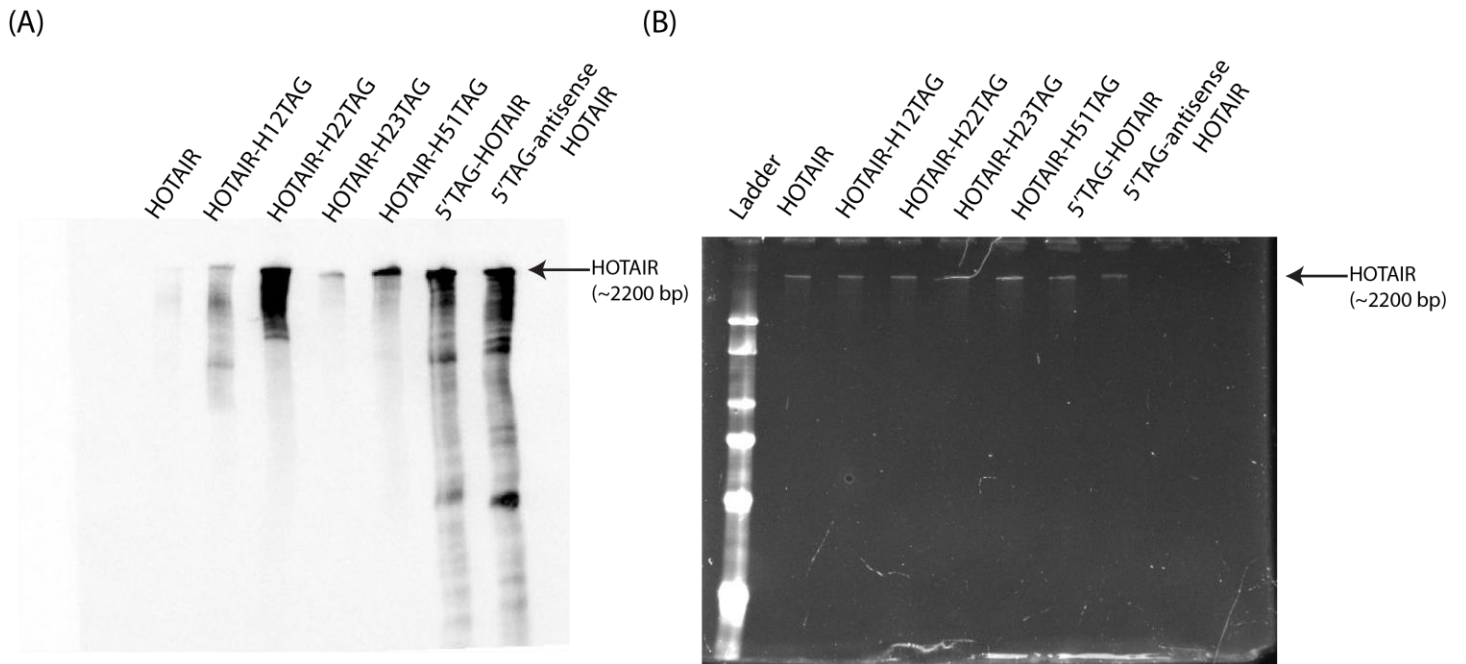 (A)
HOTAIR
HOTAIR-H12TAG
HOTAIR-H22TAG
HOTAIR-H23TAG
HOTAIR-H51TAG
5'TAG-HOTAIR
5'TAG-antisense
HOTAIR
HOTAIR
(~2200 bp)
(B)
Ladder
HOTAIR
HOTAIR-H12TAG
HOTAIR-H22TAG
HOTAIR-H23TAG
HOTAIR-H51TAG
5'TAG-HOTAIR
5'TAG-antisense
HOTAIR
HOTAIR
(~2200 bp)